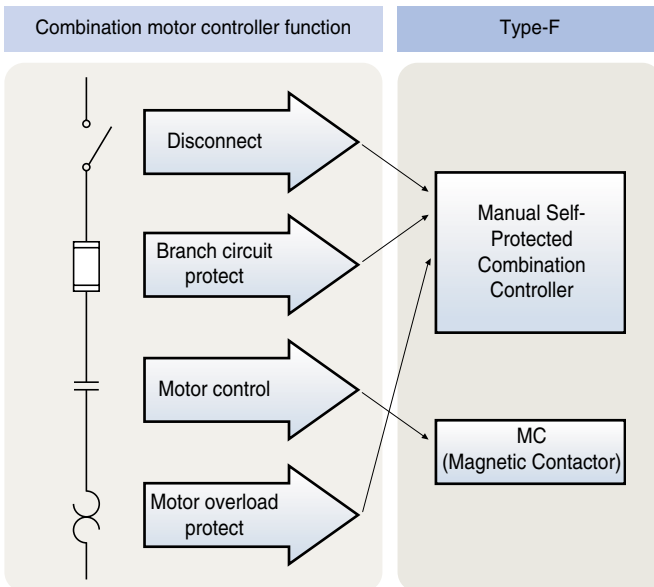 Combination motor controller function
Type-F
Disconnect
Branch circuit
protect
Motor control
Motor overload
protect
Manual Self-
Protected
Combination
Controller
MC
(Magnetic Contactor)